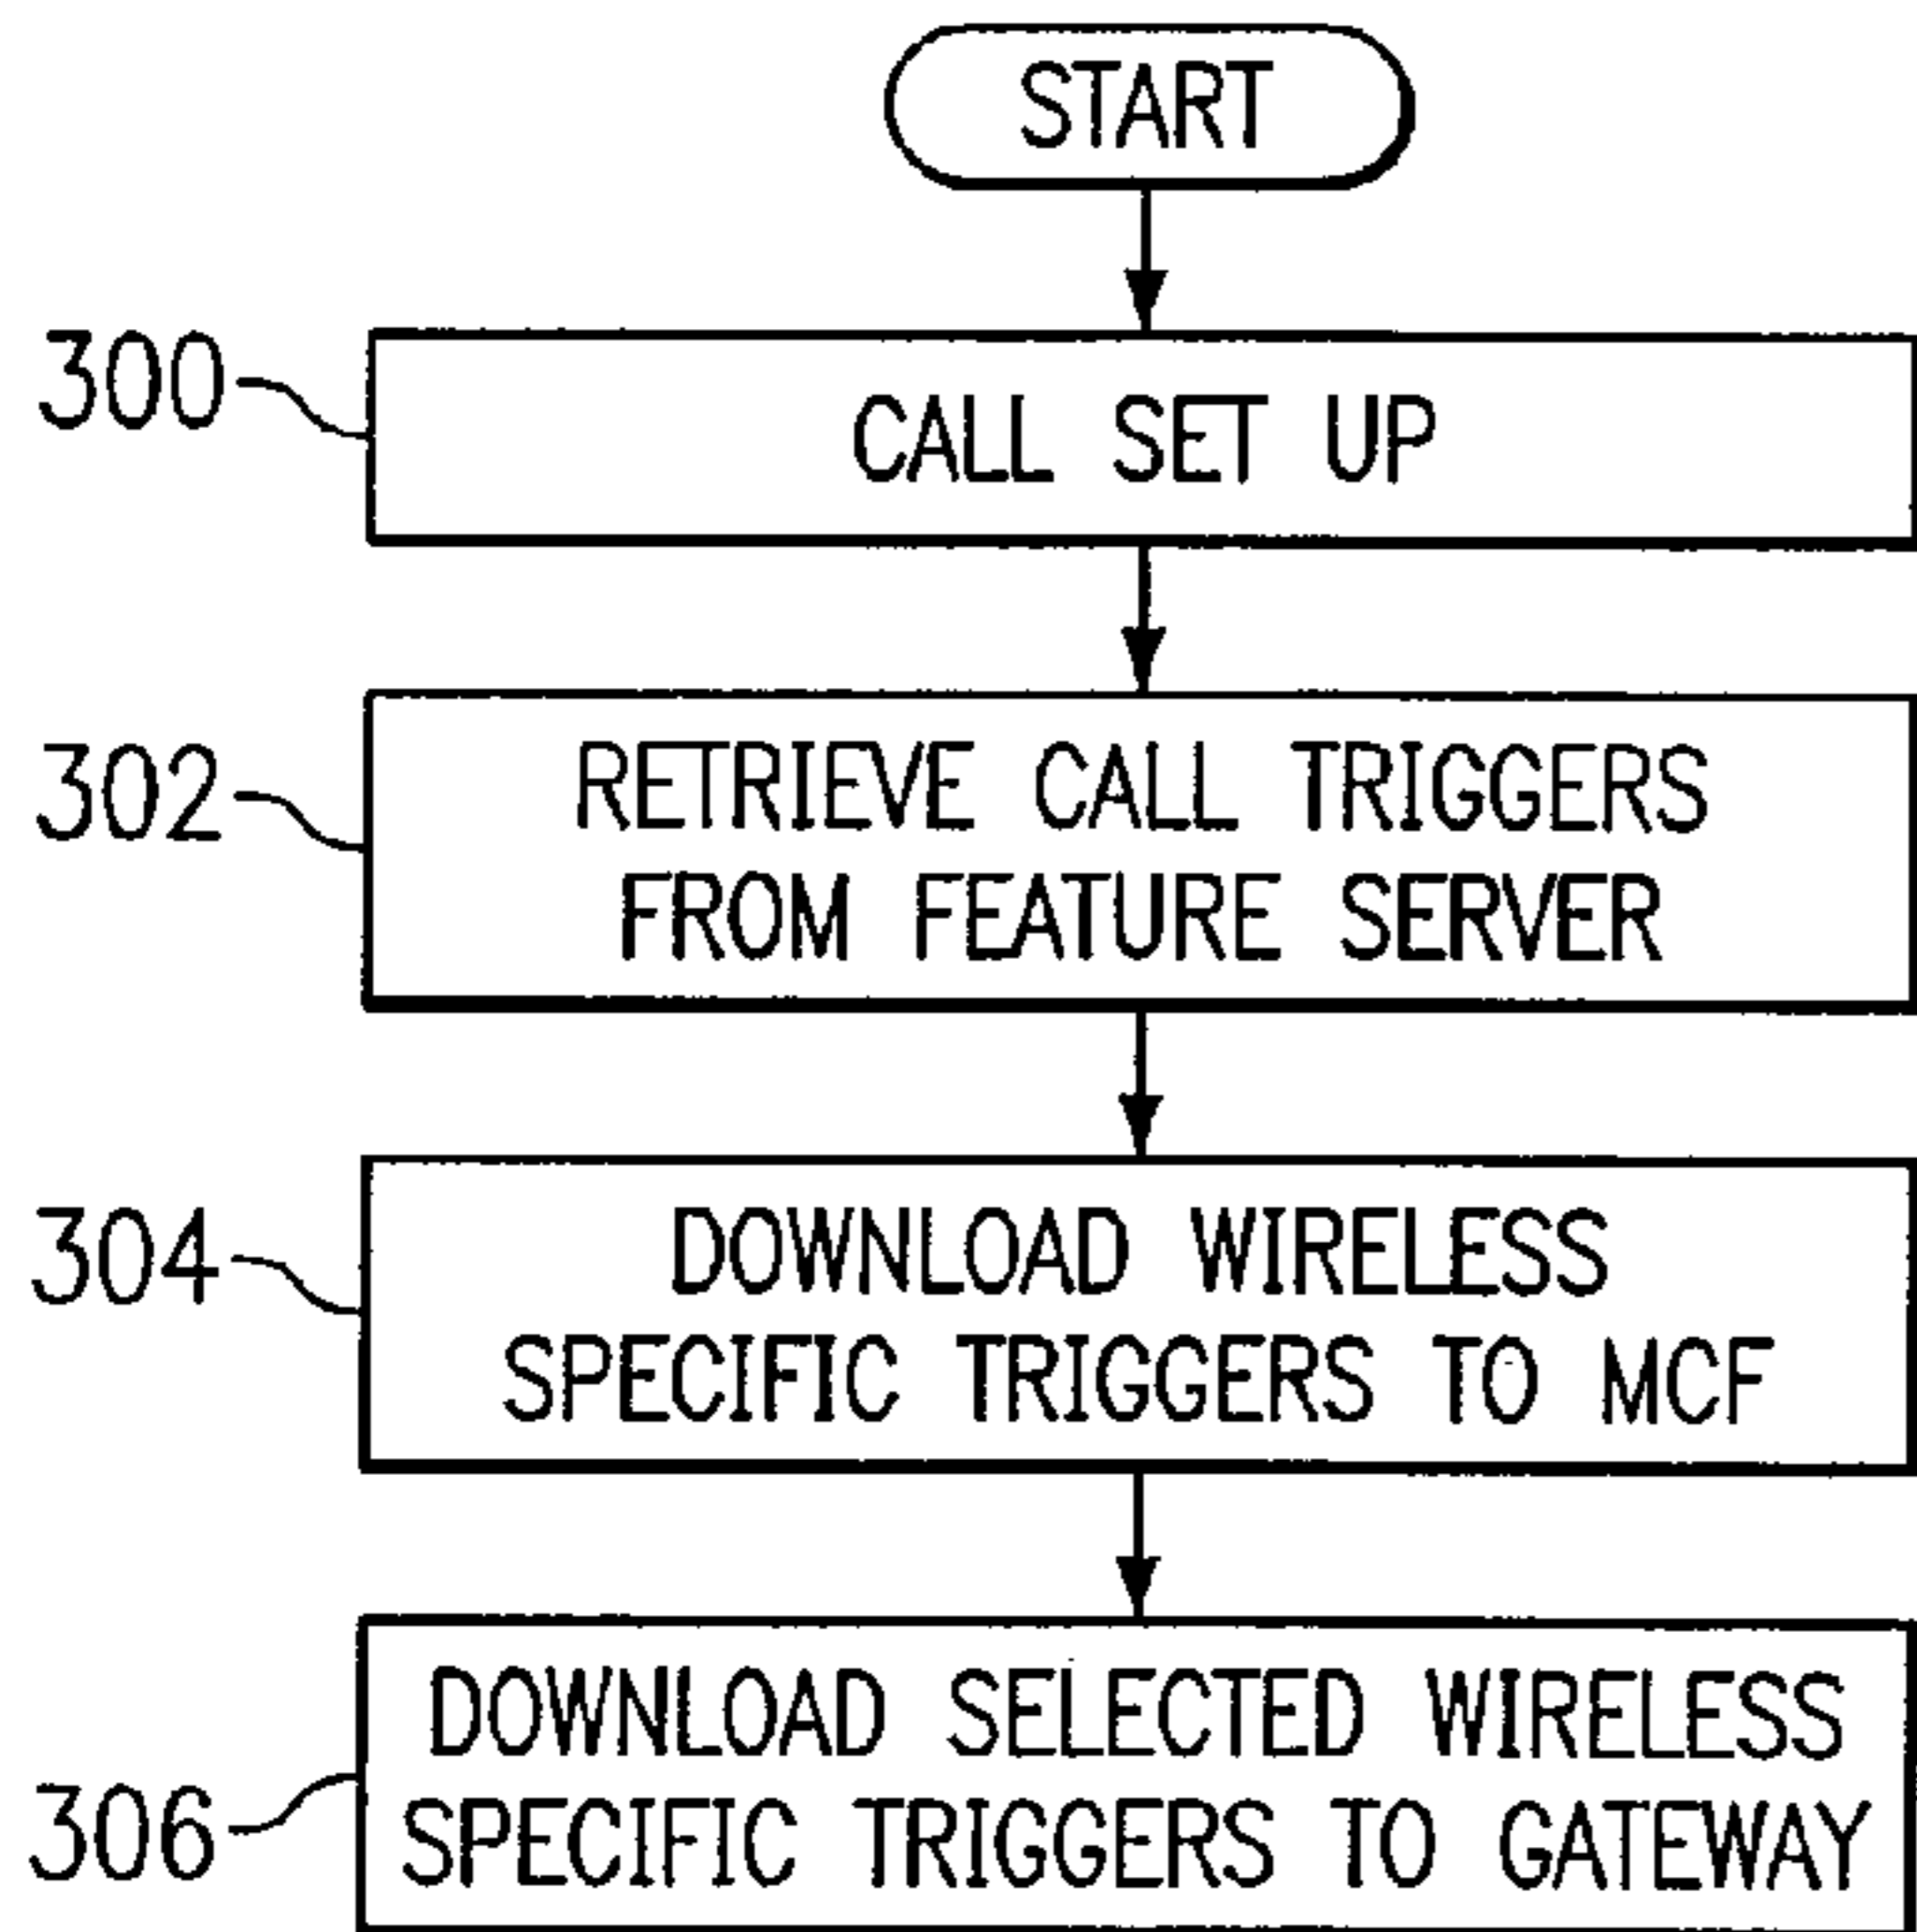 START
300
CALL SET UP
302
RETRIEVE CALL TRIGGERS
FROM FEATURE SERVER
304
DOWNLOAD WIRELESS
SPECIFIC TRIGGERS TO MCF
306
DOWNLOAD SELECTED WIRELESS
SPECIFIC TRIGGERS TO GATEWAY